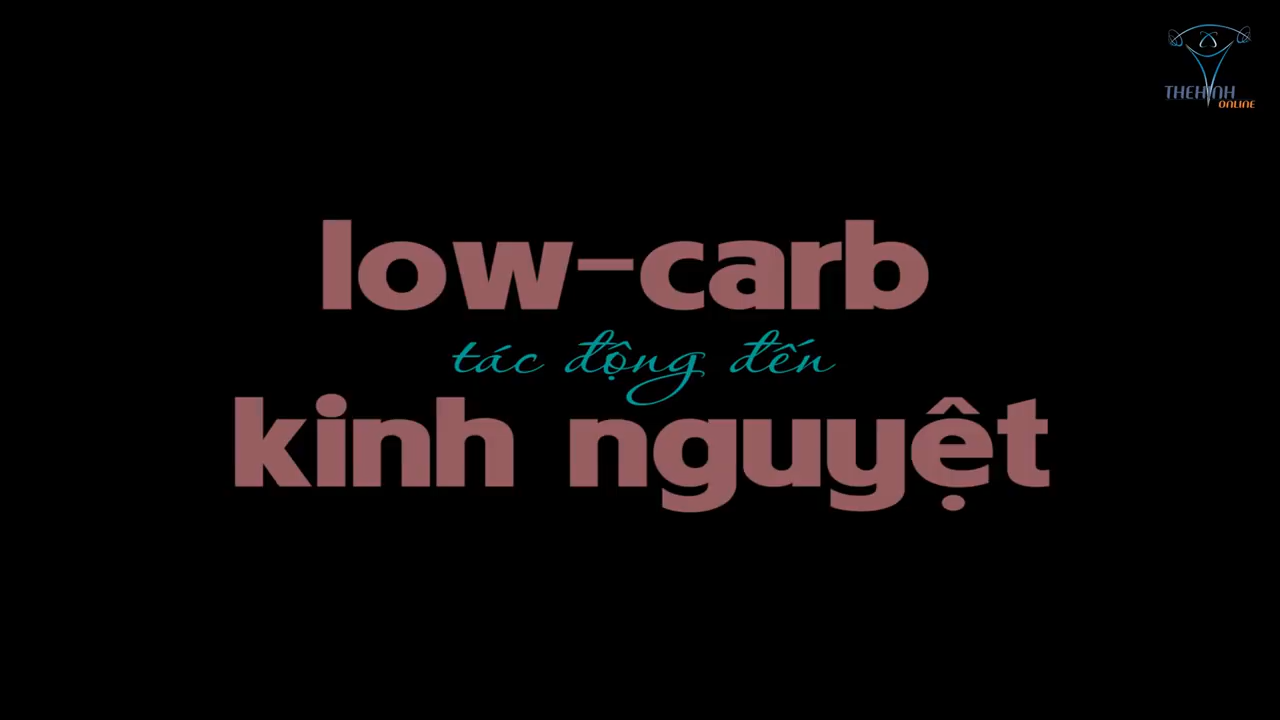 THEHINH
ONLINE
low-carb
tác động đến
kinh nguyệt